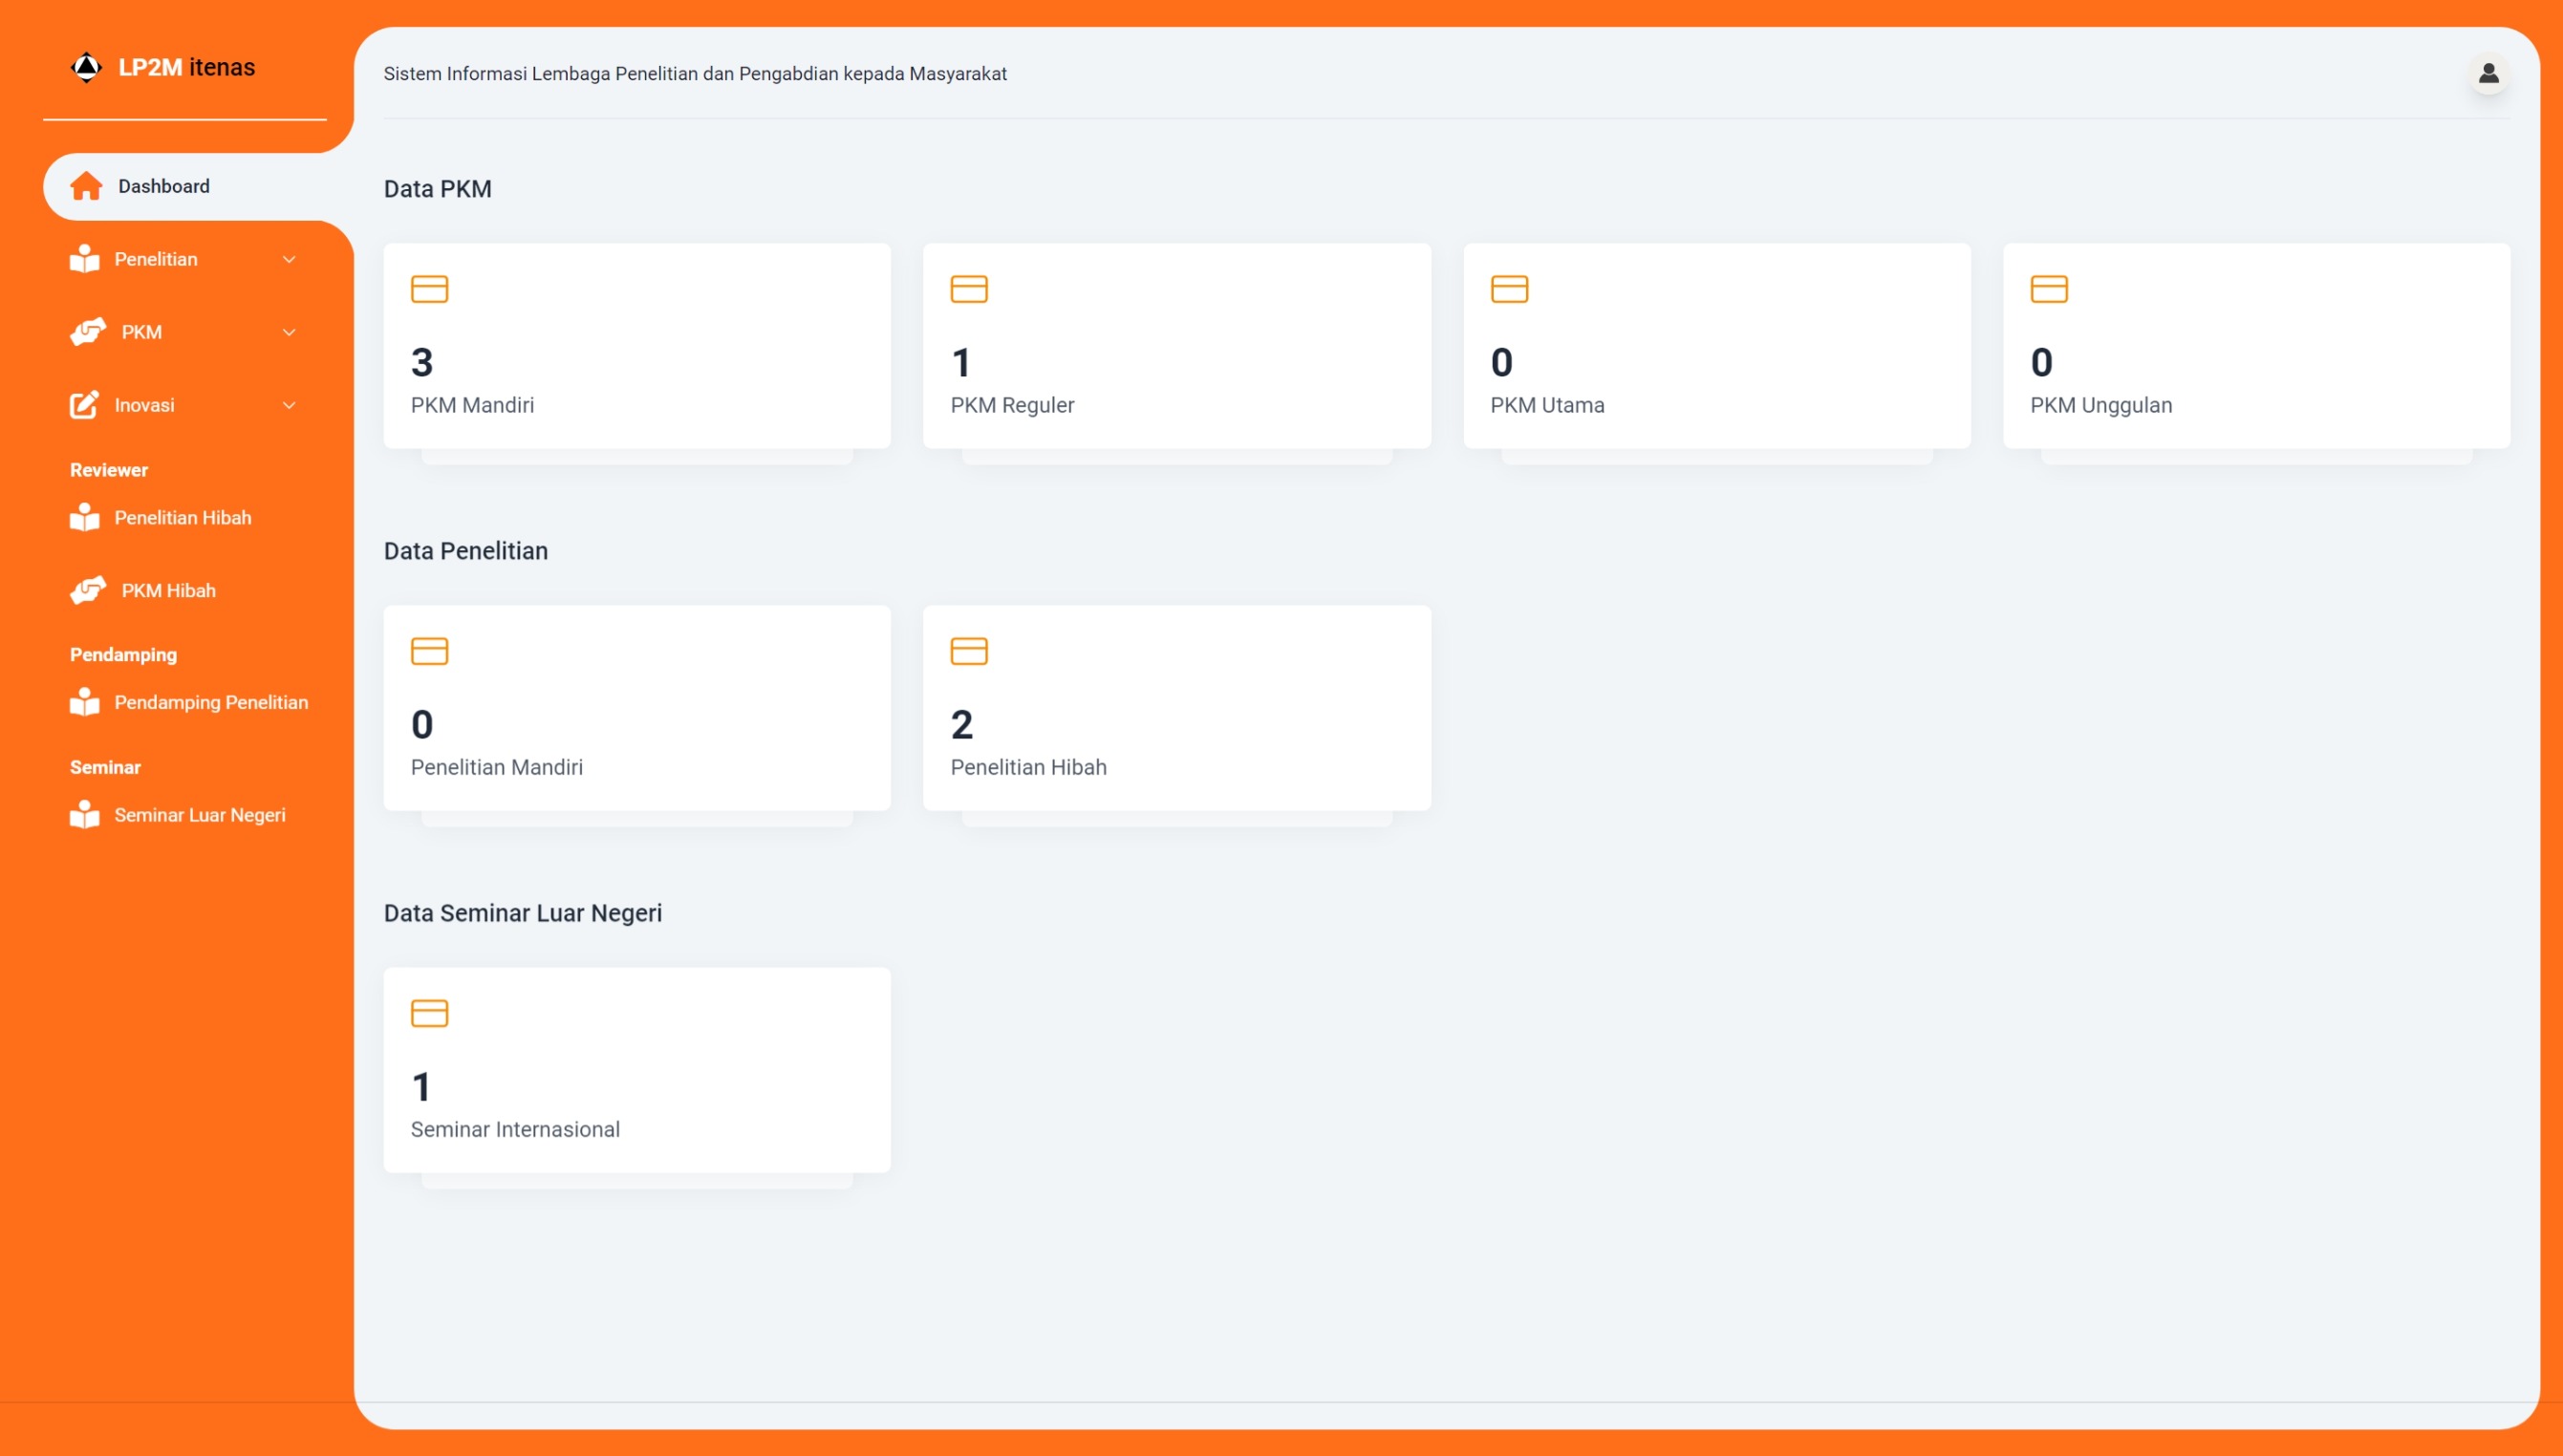 LP2M itenas
Dashboard
Penelitian
PKM
Inovasi
Reviewer
Penelitian Hibah
PKM Hibah
Pendamping
Pendamping Penelitian
Seminar
Seminar Luar Negeri
Sistem Informasi Lembaga Penelitian dan Pengabdian kepada Masyarakat
Data PKM
3
PKM Mandiri
1
PKM Reguler
0
PKM Utama
0
PKM Unggulan
Data Penelitian
0
Penelitian Mandiri
2
Penelitian Hibah
Data Seminar Luar Negeri
1
Seminar Internasional